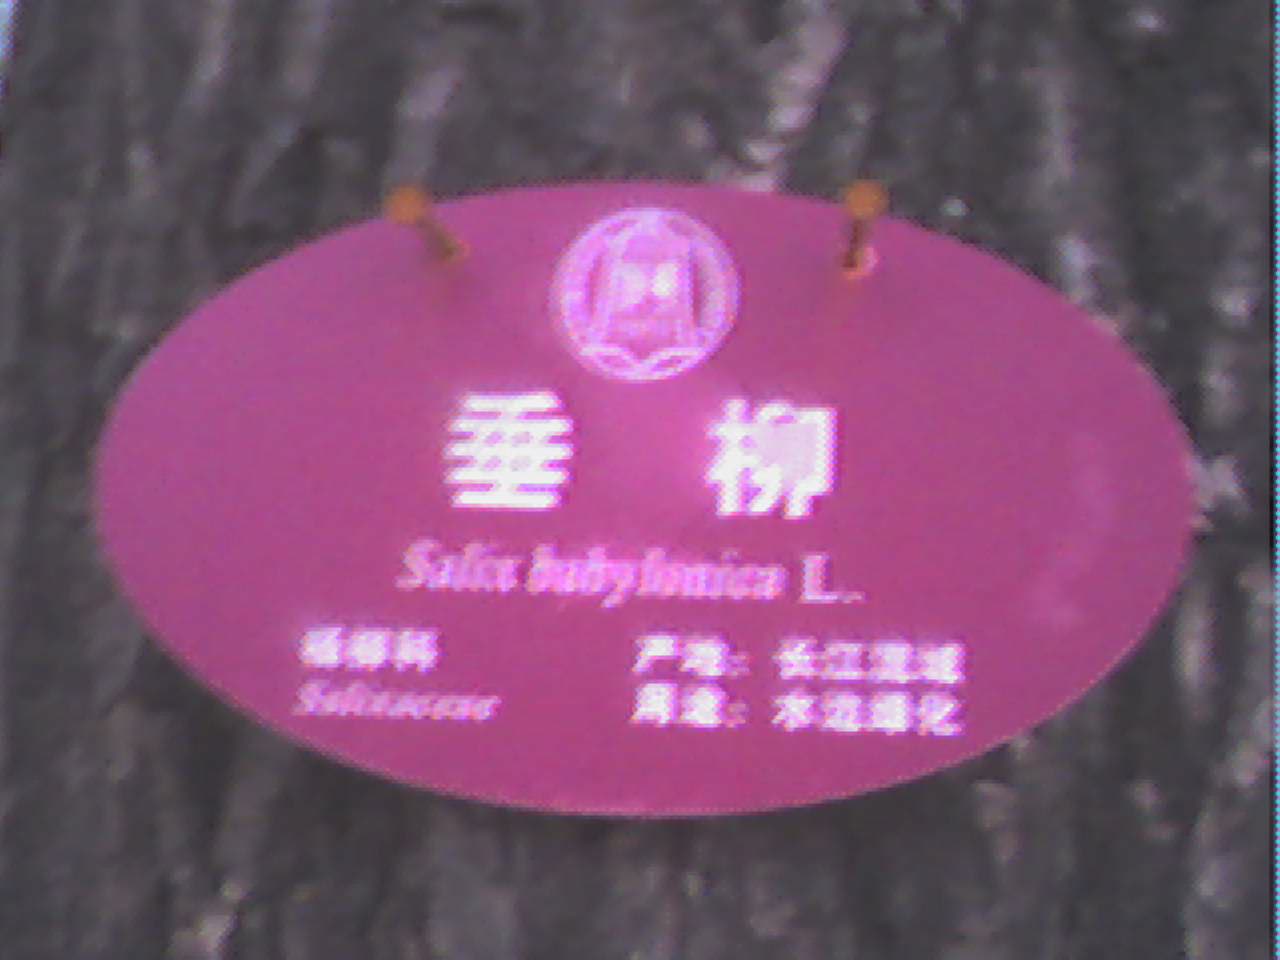 垂柳
Salix babylonica L.
杨柳科
Salicaceae
产地：长江流域
用途：水边绿化